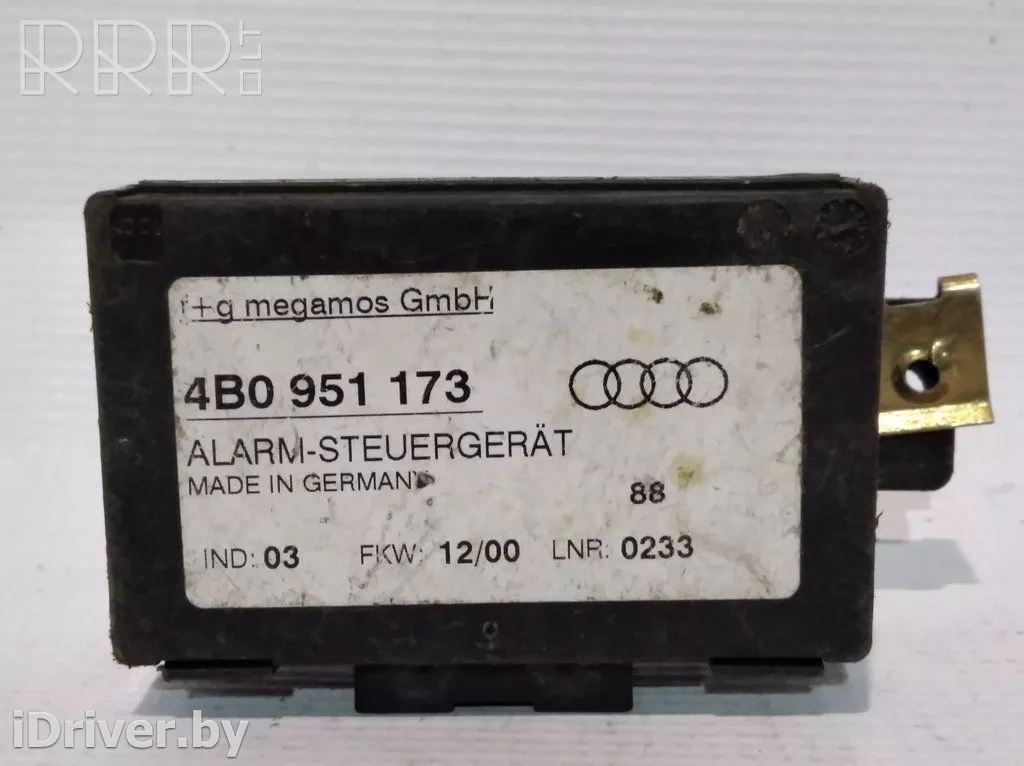 RRR.LT
r+g megamos GmbH
4B0 951 173
ALARM-STEUERGERÄT
MADE IN GERMANY
88
IND: 03 FKW: 12/00 LNR: 0233
iDriver.by